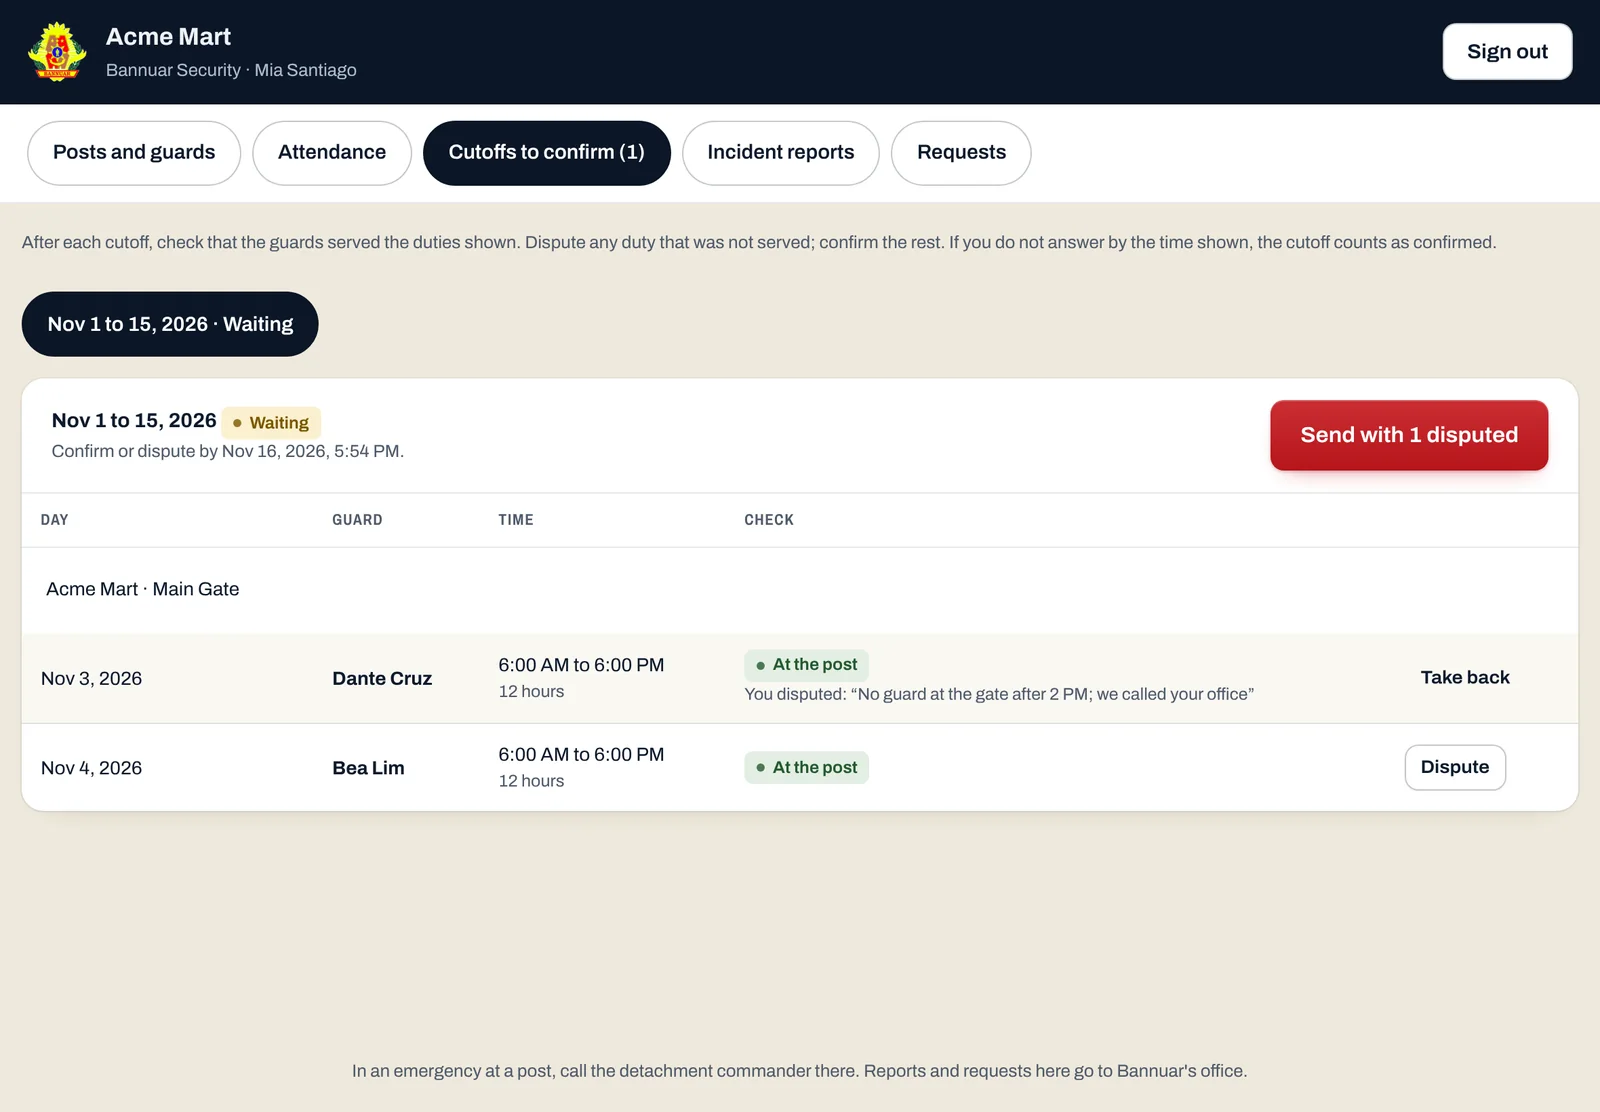 Acme Mart
Bannuar Security · Mia Santiago
BANNUAR
Sign out
Posts and guards
Attendance
Cutoffs to confirm (1)
Incident reports
Requests
After each cutoff, check that the guards served the duties shown. Dispute any duty that was not served; confirm the rest. If you do not answer by the time shown, the cutoff counts as confirmed.
Nov 1 to 15, 2026 · Waiting
Nov 1 to 15, 2026
Waiting
Confirm or dispute by Nov 16, 2026, 5:54 PM.
Send with 1 disputed
DAY GUARD TIME CHECK
Acme Mart · Main Gate
Nov 3, 2026
Dante Cruz
6:00 AM to 6:00 PM
12 hours
At the post
You disputed: “No guard at the gate after 2 PM; we called your office”
Take back
Nov 4, 2026
Bea Lim
6:00 AM to 6:00 PM
12 hours
At the post
Dispute
In an emergency at a post, call the detachment commander there. Reports and requests here go to Bannuar's office.